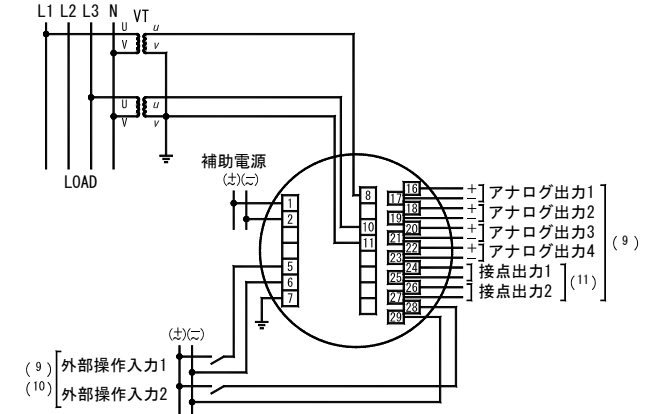 L1 L2 L3 N VT
U u
V v
U u
V v
LOAD
補助電源
(±)(∓)
1
2
5
6
7
8
10
11
16
17
18
19
20
21
22
23
24
25
26
27
28
29
+
− アナログ出力1
+
− アナログ出力2
+
− アナログ出力3
+
− アナログ出力4
(9)
接点出力1
接点出力2
(11)
(±)(∓)
(9) 外部操作入力1
(10) 外部操作入力2